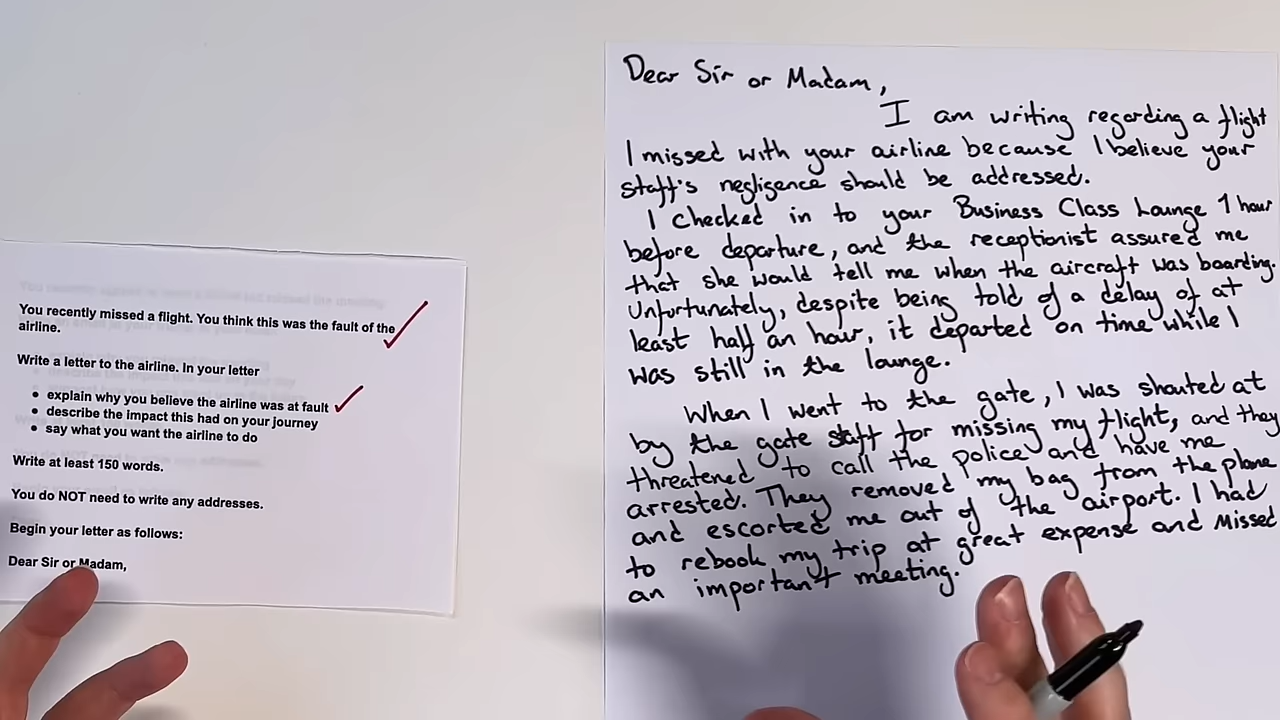 You recently missed a flight. You think this was the fault of the
airline.
Write a letter to the airline. In your letter
• explain why you believe the airline was at fault
• describe the impact this had on your journey
• say what you want the airline to do
Write at least 150 words.
You do NOT need to write any addresses.
Begin your letter as follows:
Dear Sir or Madam,
Dear Sir or Madam,
I am writing regarding a flight
I missed with your airline because I believe your
staff's negligence should be addressed.
I checked in to your Business Class Lounge 1 hour
before departure, and the receptionist assured me
that she would tell me when the aircraft was boarding.
Unfortunately, despite being told of a delay of at
least half an hour, it departed on time while I
was still in the lounge.
When I went to the gate, I was shouted at
by the gate staff for missing my flight, and they
threatened to call the police and have me
arrested. They removed my bag from the plane
and escorted me out of the airport. I had
to rebook my trip at great expense and missed
an important meeting.